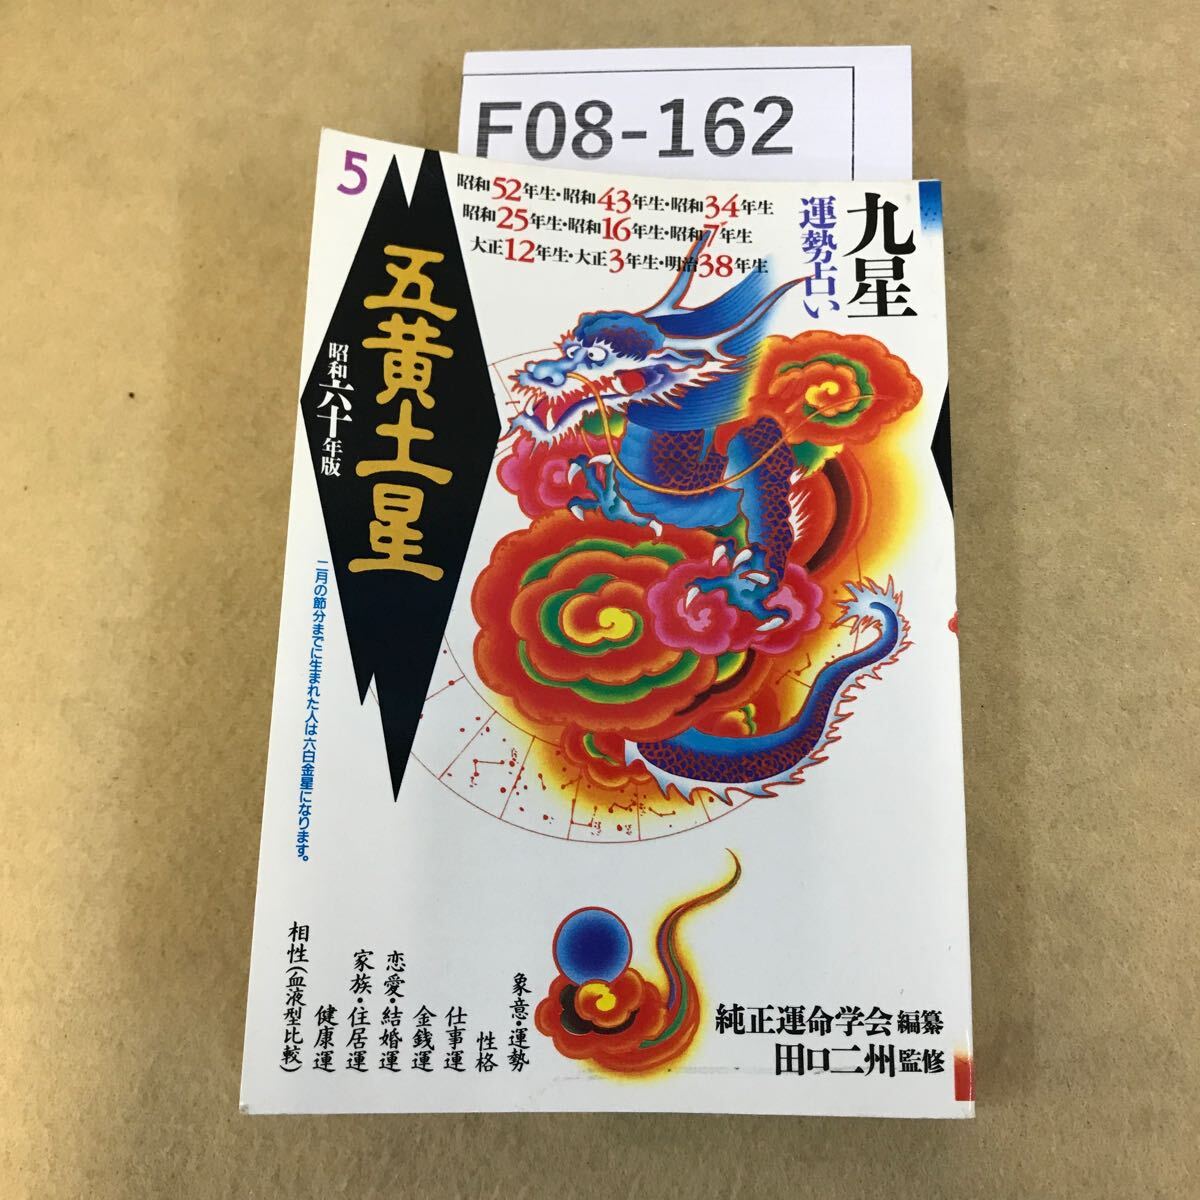 F08-162
5
昭和52年生・昭和43年生・昭和34年生
昭和25年生・昭和16年生・昭和7年生
大正12年生・大正3年生・明治38年生
九星
運勢占い
五黄土星
昭和六十年版
二月の節分までに生まれた人は六白金星になります。
象意・運勢
性格
仕事運
金銭運
恋愛・結婚運
家族・住居運
健康運
相性(血液型比較)
純正運命学会編纂
田口二州監修